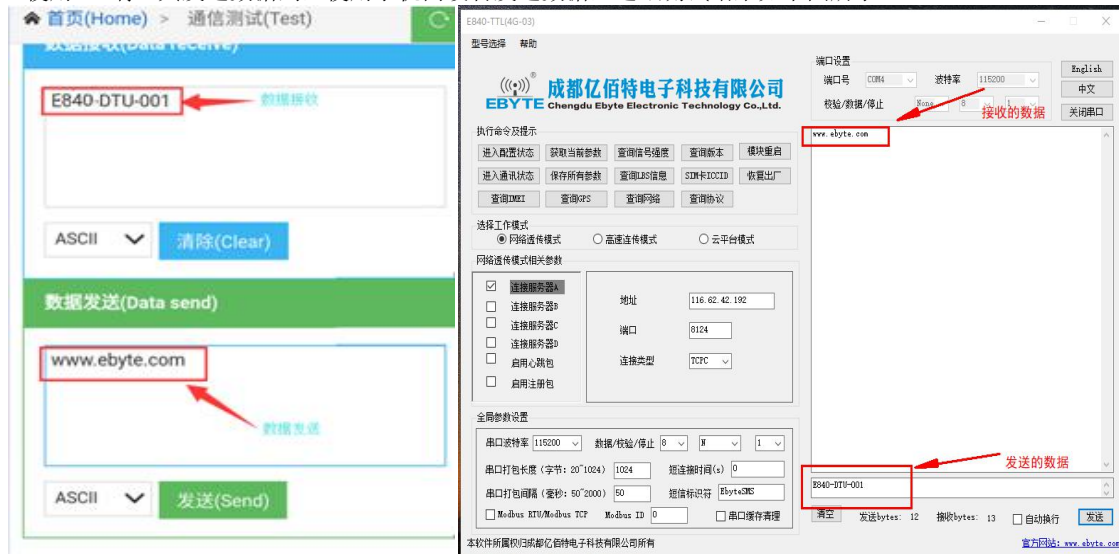 首页(Home) > 通信测试(Test)
数据接收(Data receive)
E840-DTU-001
数据接收
ASCII
清除(Clear)
数据发送(Data send)
www.ebyte.com
数据发送
ASCII
发送(Send)
E840-TTL(4G-03)
型号选择 帮助
成都亿佰特电子科技有限公司
EBYTE Chengdu Ebyte Electronic Technology Co.,Ltd.
端口设置
端口号 COM4 波特率 115200
校验/数据/停止 None 8 1
English
中文
关闭串口
接收的数据
执行命令及提示
进入配置状态 获取当前参数 查询信号强度 查询版本 模块重启
进入通讯状态 保存所有参数 查询LBS信息 SIM卡ICCID 恢复出厂
查询IMEI 查询GPS 查询网络 查询协议
选择工作模式
网络透传模式 高速连传模式 云平台模式
网络透传模式相关参数
连接服务器A
连接服务器B
连接服务器C
连接服务器D
启用心跳包
启用注册包
地址 116.62.42.192
端口 8124
连接类型 TCPC
全局参数设置
串口波特率 115200 数据/校验/停止 8 N 1
串口打包长度 (字节: 20~1024) 1024 短连接时间(s) 0
串口打包间隔 (毫秒: 50~2000) 50 短信标识符 EbyteSMS
Modbus RTU/Modbus TCP Modbus ID 0 串口缓存清理
本软件所属权归成都亿佰特电子科技有限公司所有
www.ebyte.com
发送的数据
E840-DTU-001
清空 发送bytes: 12 接收bytes: 13 自动换行 发送
官方网站: www.ebyte.com